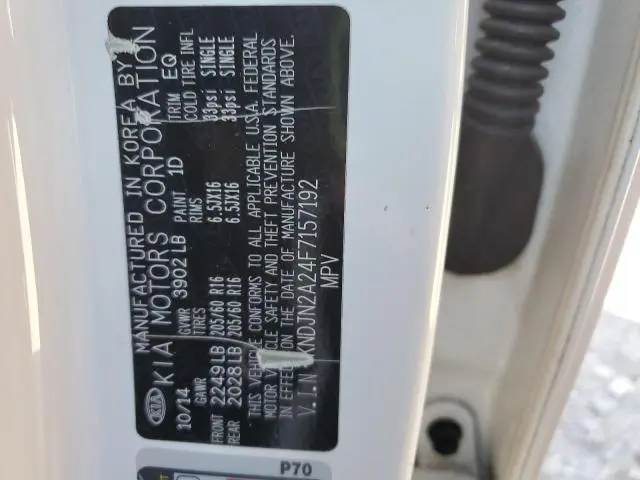 MANUFACTURED IN KOREA BY
KIA KIA MOTORS CORPORATION
10/14 GVWR 3902 LB PAINT 1D TRIM EQ
GAWR TIRES RIMS COLD TIRE INFL
FRONT 2249 LB 205/60 R16 6.5JX16 33psi SINGLE
REAR 2028 LB 205/60 R16 6.5JX16 33psi SINGLE
THIS VEHICLE CONFORMS TO ALL APPLICABLE U.S.A. FEDERAL
MOTOR VEHICLE SAFETY AND THEFT PREVENTION STANDARDS
IN EFFECT ON THE DATE OF MANUFACTURE SHOWN ABOVE.
V.I.N KNDJN2A24F7157192
MPV
P70